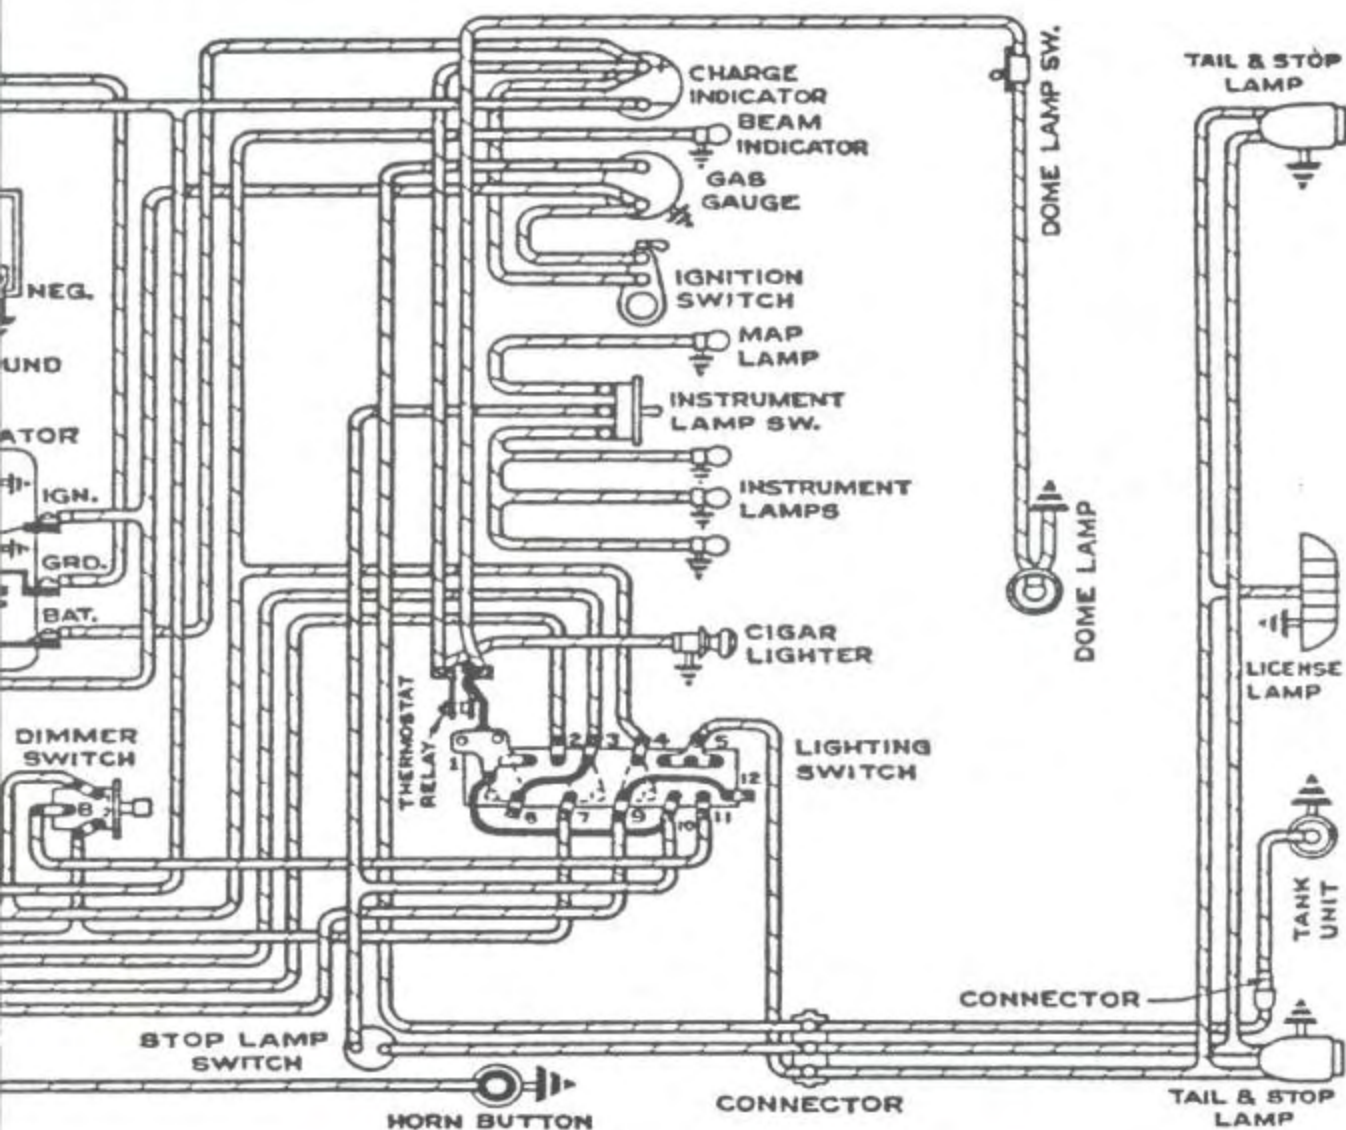 CHARGE
INDICATOR
BEAM
INDICATOR
GAS
GAUGE
IGNITION
SWITCH
MAP
LAMP
INSTRUMENT
LAMP SW.
INSTRUMENT
LAMPS
CIGAR
LIGHTER
THERMOSTAT
RELAY
LIGHTING
SWITCH
1
2
3
4
5
6
7
9
10
11
12
DOME LAMP SW.
DOME LAMP
TAIL & STOP
LAMP
LICENSE
LAMP
TANK
UNIT
CONNECTOR
TAIL & STOP
LAMP
CONNECTOR
NEG.
UND
ATOR
IGN.
GRD.
BAT.
DIMMER
SWITCH
B
STOP LAMP
SWITCH
HORN BUTTON